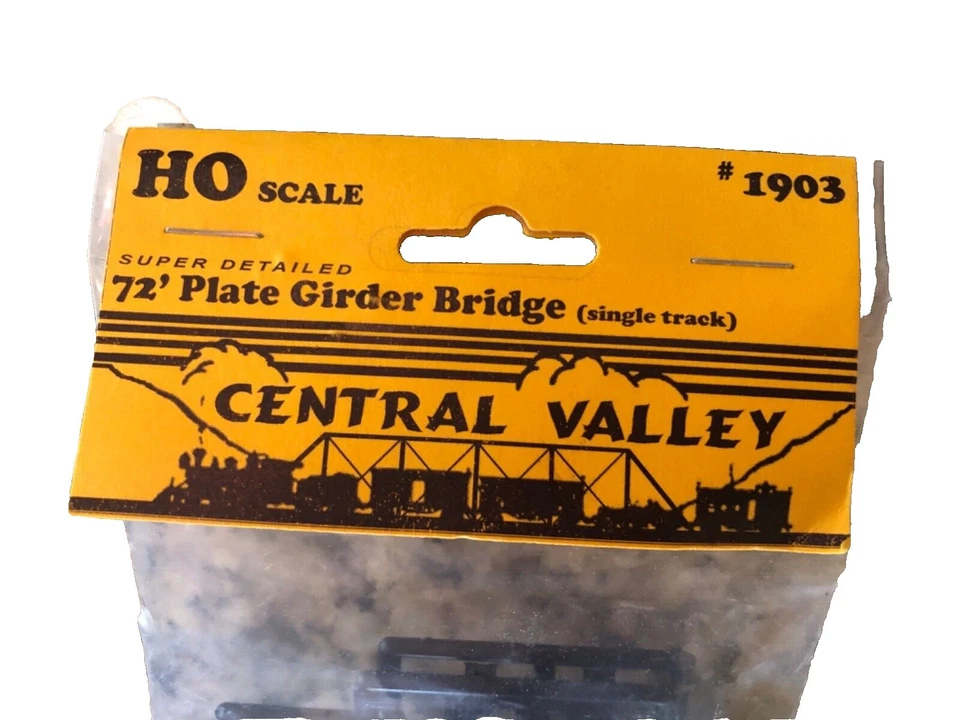 HO SCALE
# 1903
SUPER DETAILED
72' Plate Girder Bridge (single track)
CENTRAL VALLEY